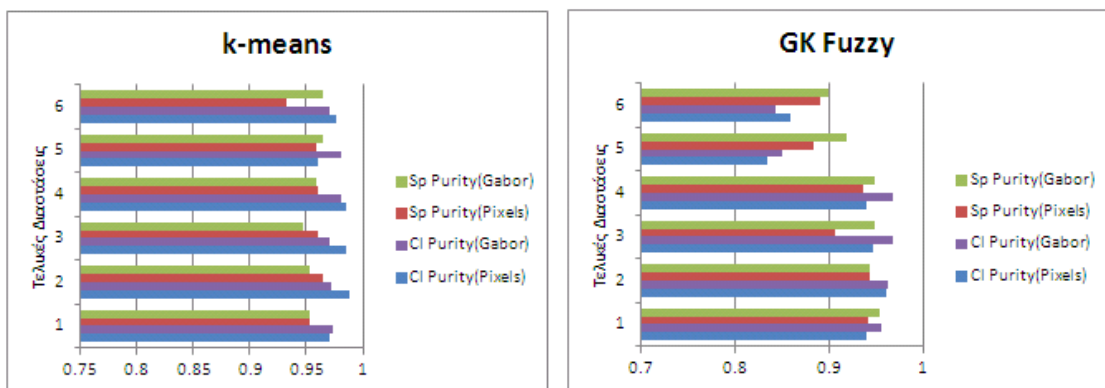 k-means
Τελικές Διαστάσεις
6
5
4
3
2
1
0.75 0.8 0.85 0.9 0.95 1
Sp Purity(Gabor)
Sp Purity(Pixels)
Cl Purity(Gabor)
Cl Purity(Pixels)
GK Fuzzy
Τελικές Διαστάσεις
6
5
4
3
2
1
0.7 0.8 0.9 1
Sp Purity(Gabor)
Sp Purity(Pixels)
Cl Purity(Gabor)
Cl Purity(Pixels)